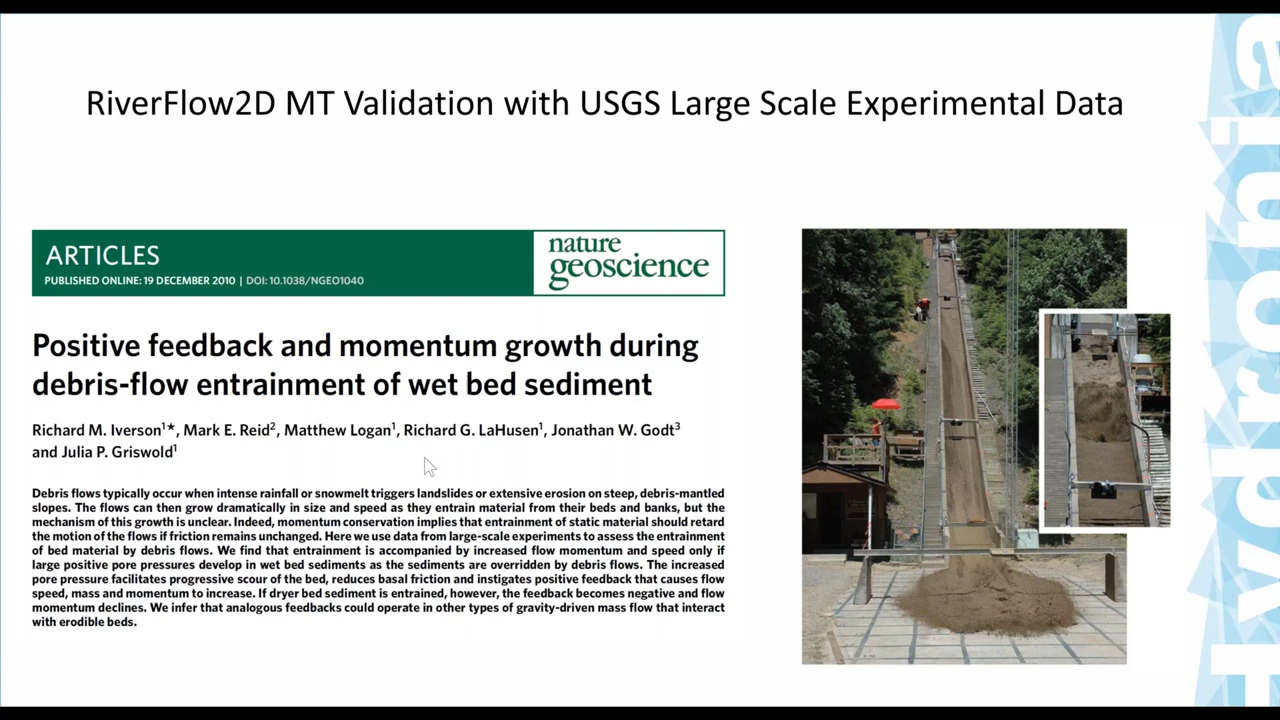 RiverFlow2D MT Validation with USGS Large Scale Experimental Data
ARTICLES
PUBLISHED ONLINE: 19 DECEMBER 2010 | DOI: 10.1038/NGEO1040
nature
geoscience
Positive feedback and momentum growth during
debris-flow entrainment of wet bed sediment
Richard M. Iverson1★, Mark E. Reid2, Matthew Logan1, Richard G. LaHusen1, Jonathan W. Godt3
and Julia P. Griswold1
Debris flows typically occur when intense rainfall or snowmelt triggers landslides or extensive erosion on steep, debris-mantled
slopes. The flows can then grow dramatically in size and speed as they entrain material from their beds and banks, but the
mechanism of this growth is unclear. Indeed, momentum conservation implies that entrainment of static material should retard
the motion of the flows if friction remains unchanged. Here we use data from large-scale experiments to assess the entrainment
of bed material by debris flows. We find that entrainment is accompanied by increased flow momentum and speed only if
large positive pore pressures develop in wet bed sediments as the sediments are overridden by debris flows. The increased
pore pressure facilitates progressive scour of the bed, reduces basal friction and instigates positive feedback that causes flow
speed, mass and momentum to increase. If dryer bed sediment is entrained, however, the feedback becomes negative and flow
momentum declines. We infer that analogous feedbacks could operate in other types of gravity-driven mass flow that interact
with erodible beds.
Hydronia